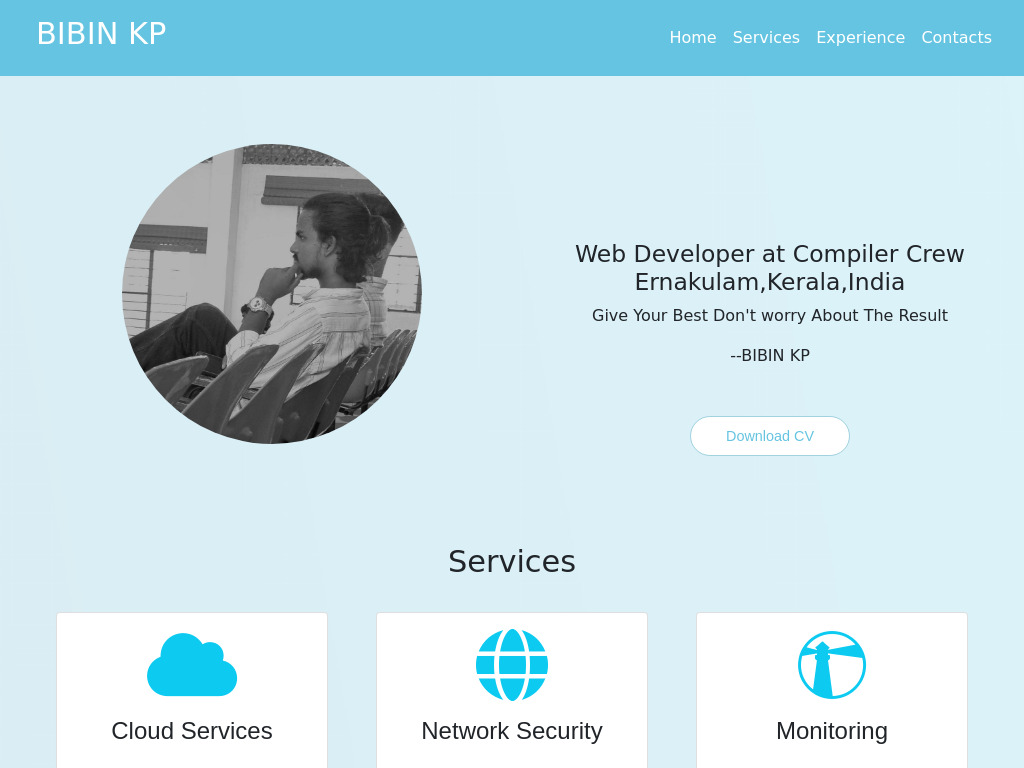 BIBIN KP
Home Services Experience Contacts
Web Developer at Compiler Crew
Ernakulam,Kerala,India
Give Your Best Don't worry About The Result
--BIBIN KP
Download CV
Services
Cloud Services
Network Security
Monitoring